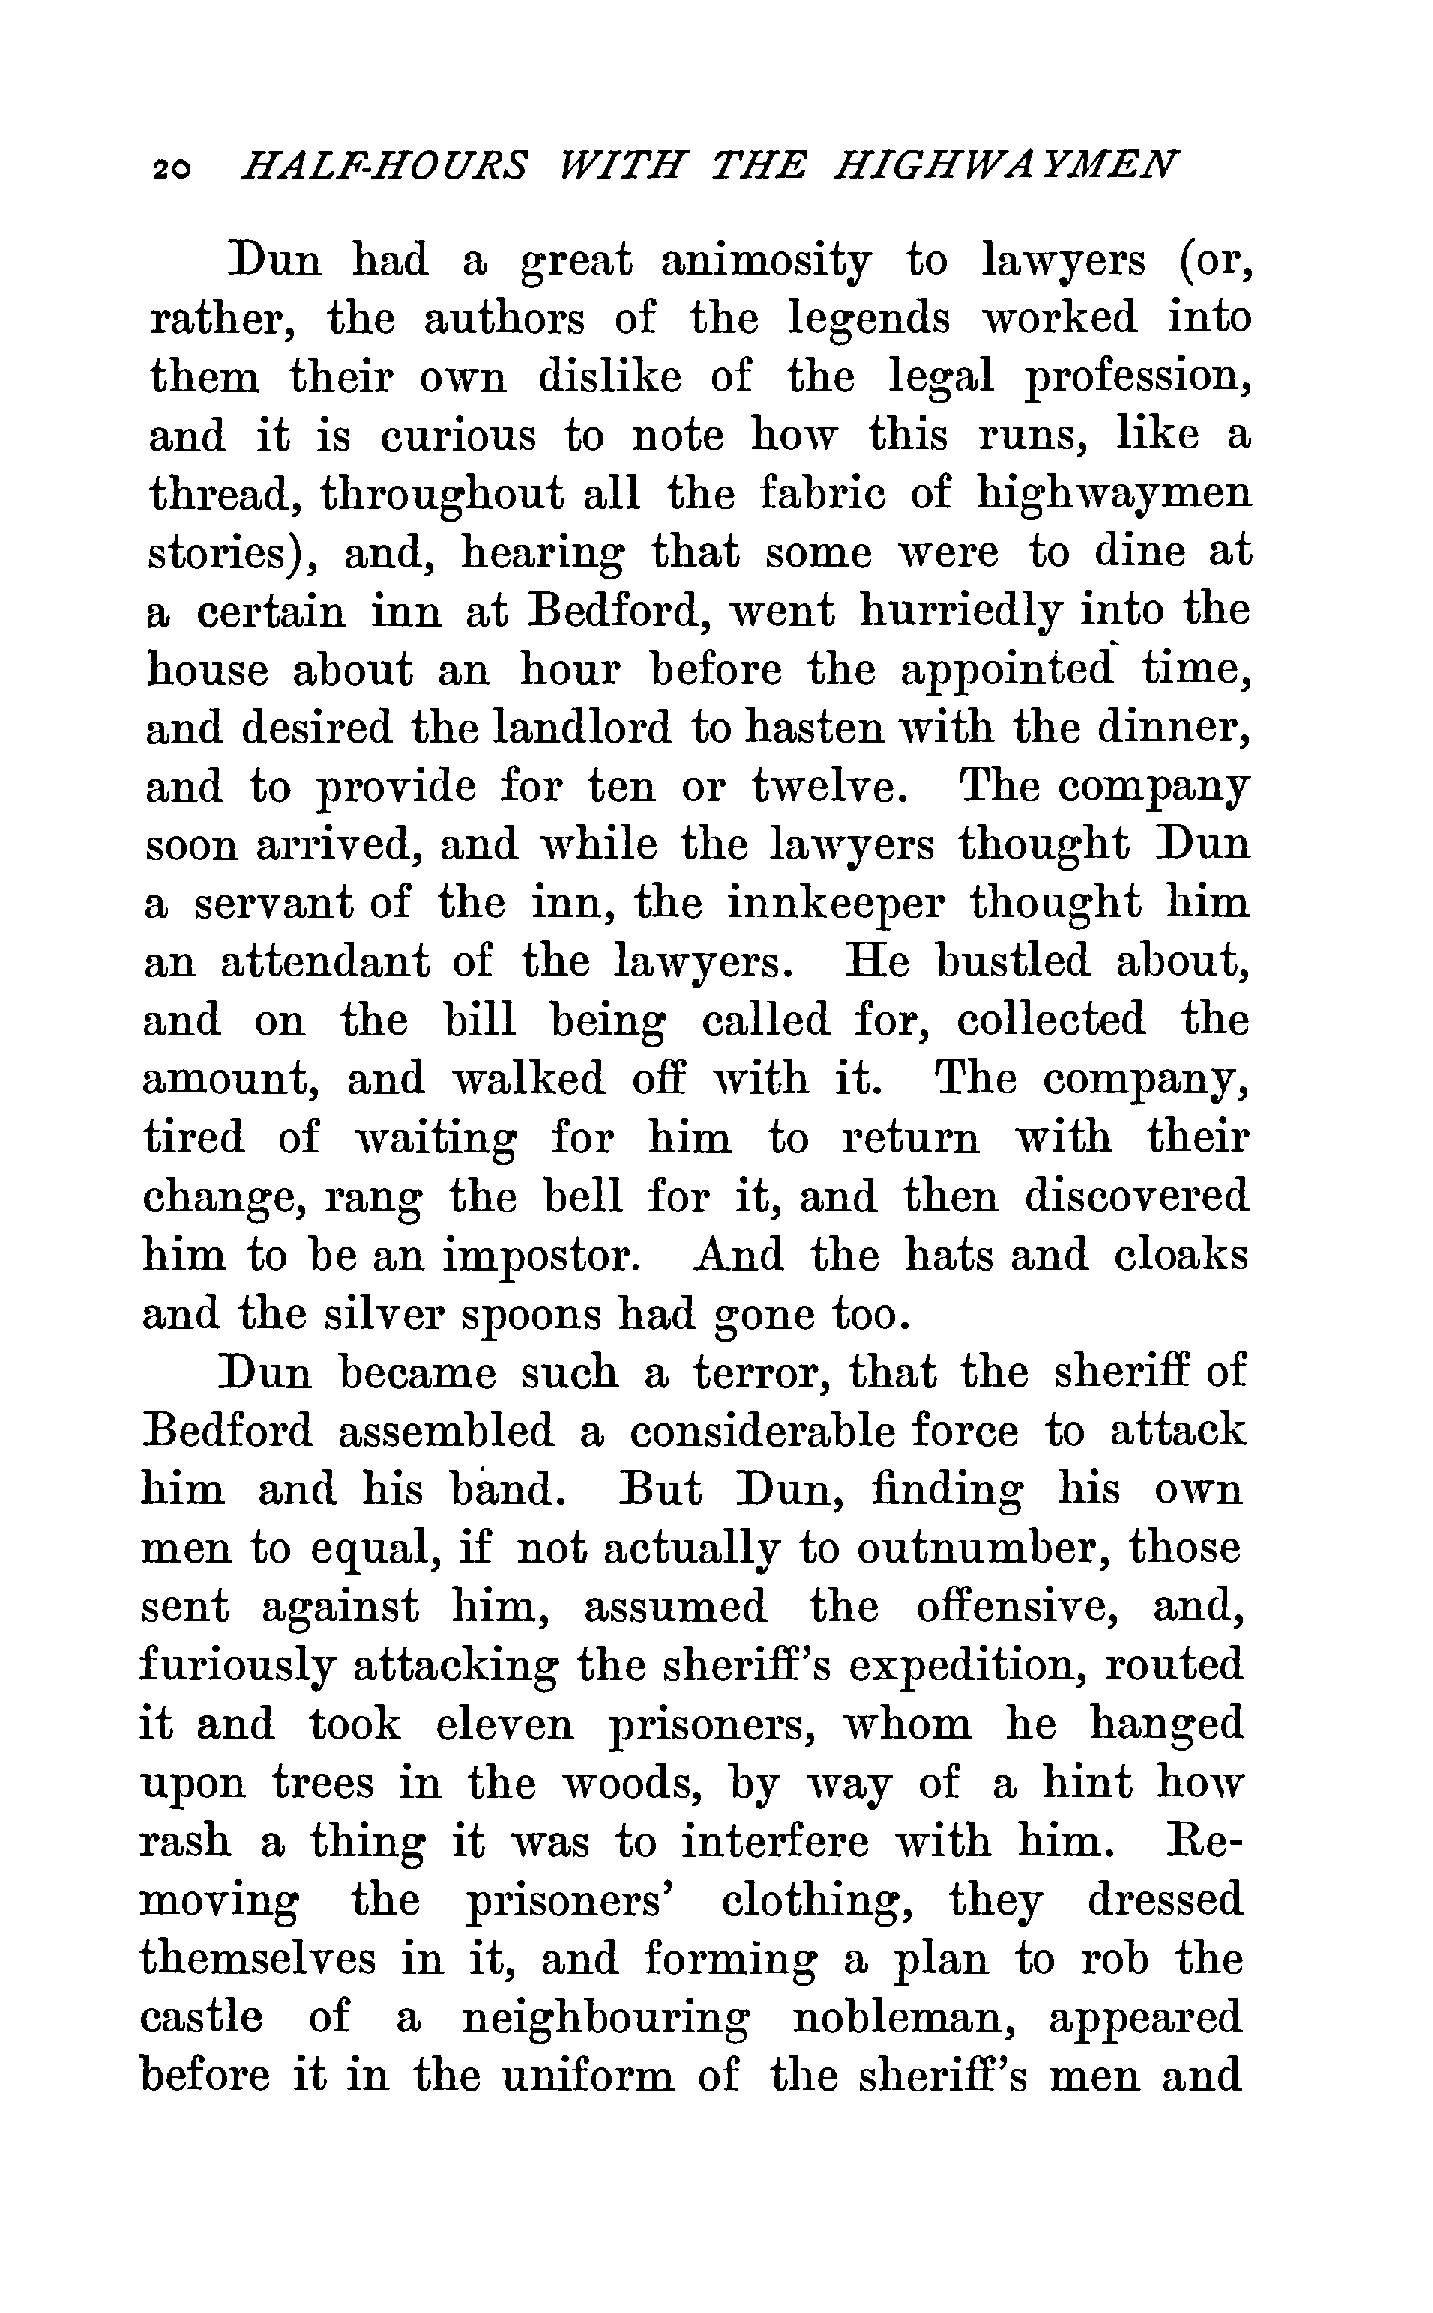 20 HALF-HOURS WITH THE HIGHWAYMEN
Dun had a great animosity to lawyers (or,
rather, the authors of the legends worked into
them their own dislike of the legal profession,
and it is curious to note how this runs, like a
thread, throughout all the fabric of highwaymen
stories), and, hearing that some were to dine at
a certain inn at Bedford, went hurriedly into the
house about an hour before the appointed time,
and desired the landlord to hasten with the dinner,
and to provide for ten or twelve. The company
soon arrived, and while the lawyers thought Dun
a servant of the inn, the innkeeper thought him
an attendant of the lawyers. He bustled about,
and on the bill being called for, collected the
amount, and walked off with it. The company,
tired of waiting for him to return with their
change, rang the bell for it, and then discovered
him to be an impostor. And the hats and cloaks
and the silver spoons had gone too.
Dun became such a terror, that the sheriff of
Bedford assembled a considerable force to attack
him and his band. But Dun, finding his own
men to equal, if not actually to outnumber, those
sent against him, assumed the offensive, and,
furiously attacking the sheriff's expedition, routed
it and took eleven prisoners, whom he hanged
upon trees in the woods, by way of a hint how
rash a thing it was to interfere with him. Re-
moving the prisoners' clothing, they dressed
themselves in it, and forming a plan to rob the
castle of a neighbouring nobleman, appeared
before it in the uniform of the sheriff's men and